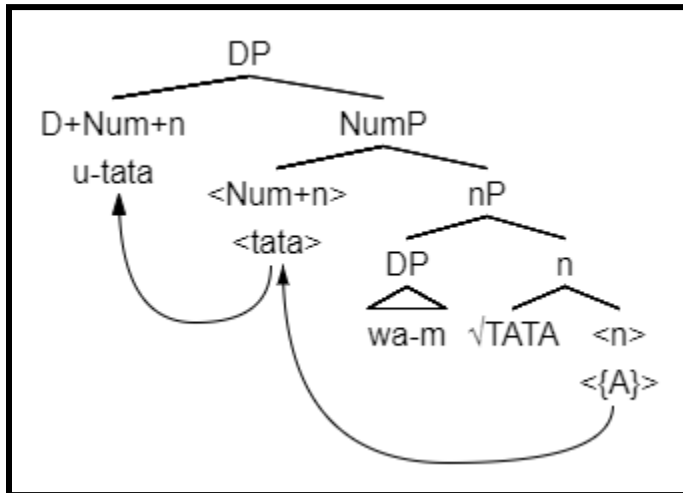 DP
D+Num+n NumP
u-tata <Num+n> nP
<tata> DP n
wa-m √TATA <n>
<{A}>